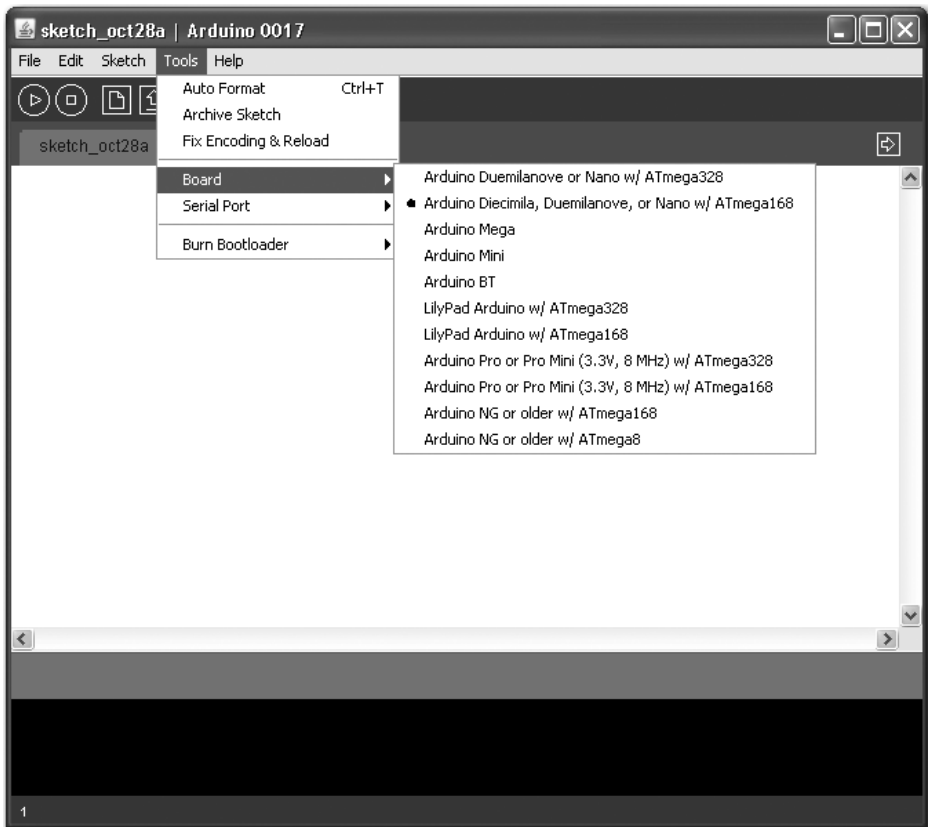 sketch_oct28a | Arduino 0017
File Edit Sketch Tools Help
Auto Format Ctrl+T
Archive Sketch
Fix Encoding & Reload
sketch_oct28a
Board
Serial Port
Burn Bootloader
Arduino Duemilanove or Nano w/ ATmega328
Arduino Diecimila, Duemilanove, or Nano w/ ATmega168
Arduino Mega
Arduino Mini
Arduino BT
LilyPad Arduino w/ ATmega328
LilyPad Arduino w/ ATmega168
Arduino Pro or Pro Mini (3.3V, 8 MHz) w/ ATmega328
Arduino Pro or Pro Mini (3.3V, 8 MHz) w/ ATmega168
Arduino NG or older w/ ATmega168
Arduino NG or older w/ ATmega8
1